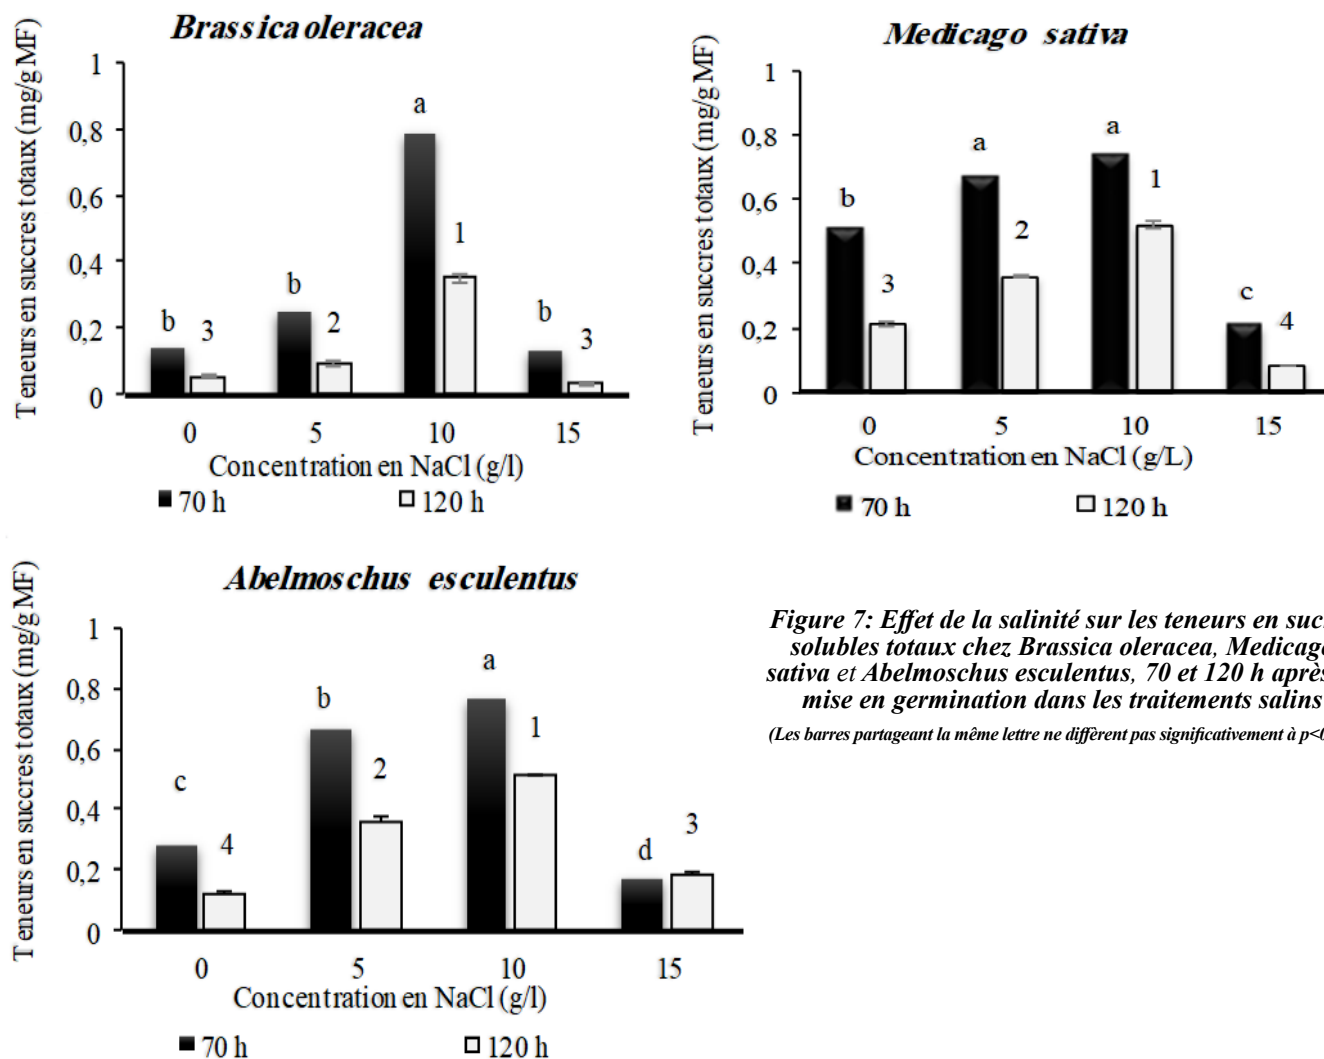 Brassica oleracea
Teneurs en succres totaux (mg/g MF)
1
0,8
0,6
0,4
0,2
0
b
3
b
2
a
1
b
3
0 5 10 15
Concentration en NaCl (g/l)
70 h 120 h
Medicago sativa
Teneurs en succres totaux (mg/g MF)
1
0,8
0,6
0,4
0,2
0
b
3
a
2
a
1
c
4
0 5 10 15
Concentration en NaCl (g/L)
70 h 120 h
Abelmoschus esculentus
Teneurs en succres totaux (mg/g MF)
1
0,8
0,6
0,4
0,2
0
c
4
b
2
a
1
d
3
0 5 10 15
Concentration en NaCl (g/l)
70 h 120 h
Figure 7: Effet de la salinité sur les teneurs en suc
solubles totaux chez Brassica oleracea, Medicag
sativa et Abelmoschus esculentus, 70 et 120 h après
mise en germination dans les traitements salins
(Les barres partageant la même lettre ne diffèrent pas significativement à p<0